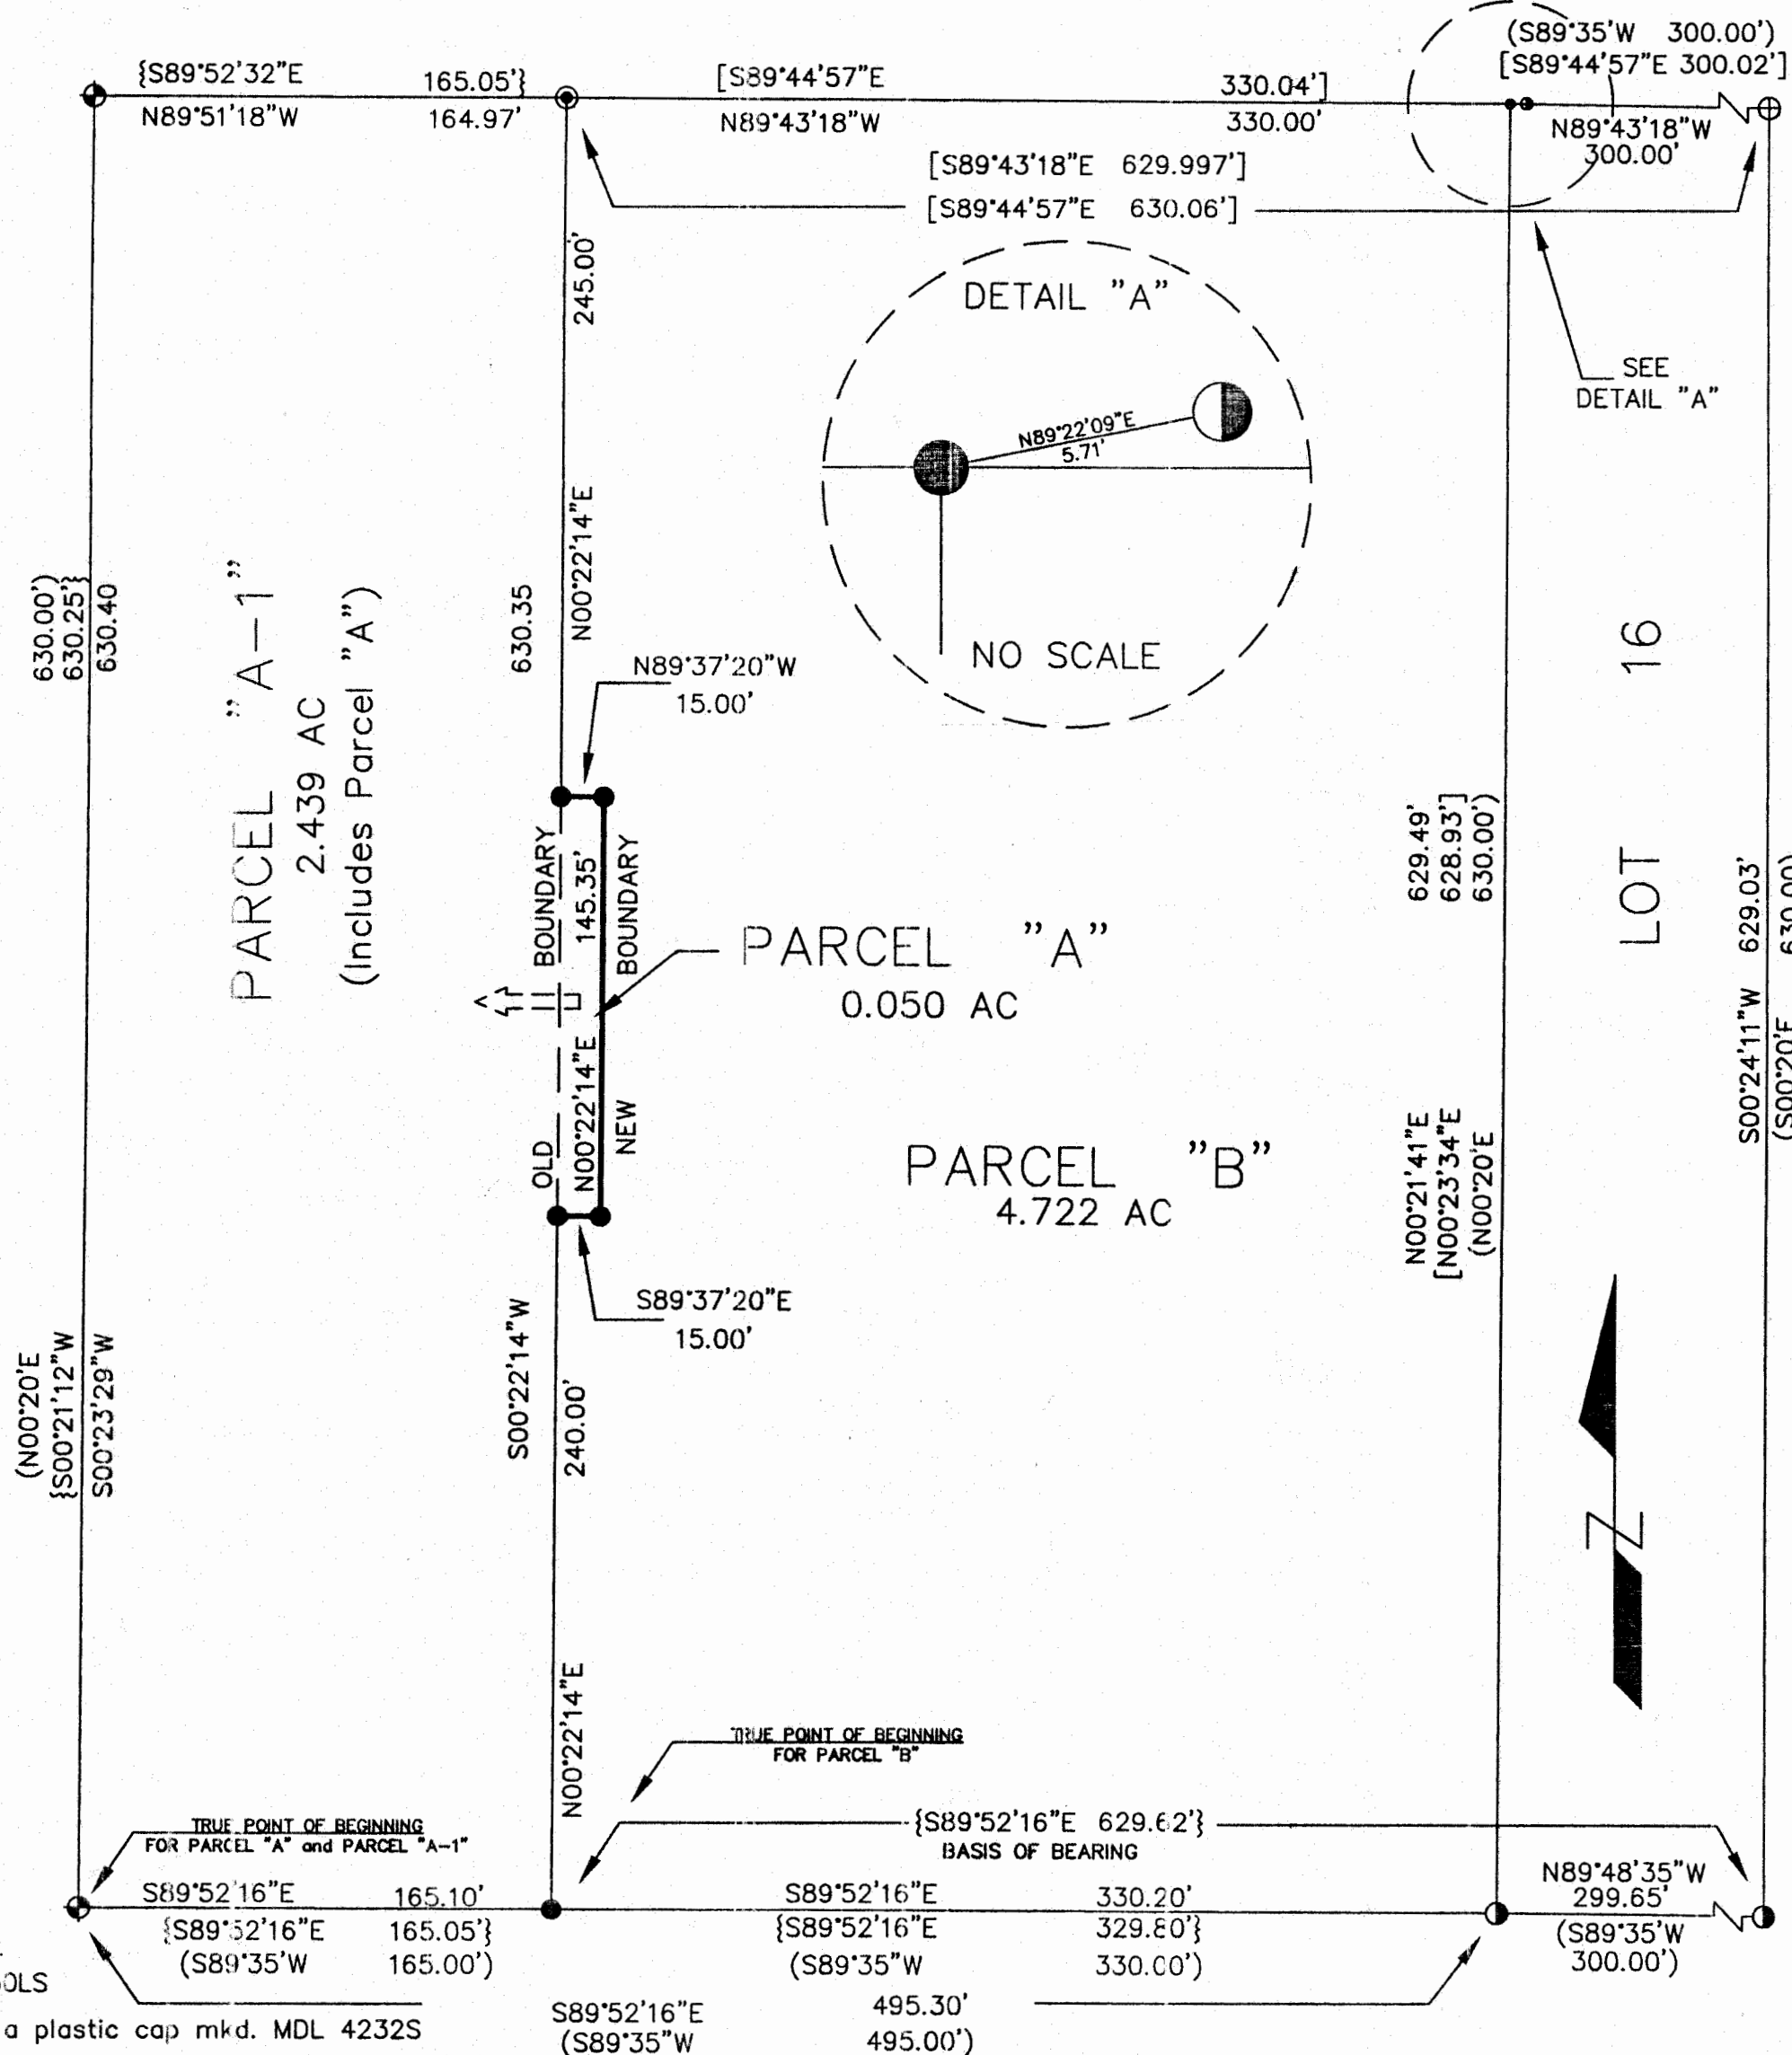 (S89°35'W 300.00')
[S89°44'57"E 300.02']
{S89°52'32"E 165.05'}
[S89°44'57"E 330.04']
N89°51'18"W 164.97'
N89°43'18"W 330.00'
N89°43'18"W
300.00'
[S89°43'18"E 629.997']
[S89°44'57"E 630.06']
245.00'
N00°22'14"E
DETAIL "A"
N89°22'09"E
5.71'
NO SCALE
SEE
DETAIL "A"
630.00')
630.25'}
630.40
PARCEL "A-1"
2.439 AC
(Includes Parcel "A")
630.35
N89°37'20"W
15.00'
OLD BOUNDARY
N00°22'14"E 145.35'
NEW BOUNDARY
PARCEL "A"
0.050 AC
PARCEL "B"
4.722 AC
S89°37'20"E
15.00'
N00°21'41"E 629.49'
[N00°23'34"E 628.93']
(N00°20'E 630.00')
LOT 16
S00°24'11"W 629.03'
(S00°20'E 630.00)
(N00°20'E
{S00°21'12"W
S00°23'29"W
S00°22'14"W
240.00'
N00°22'14"E
Z
TRUE POINT OF BEGINNING
FOR PARCEL "B"
TRUE POINT OF BEGINNING
FOR PARCEL "A" and PARCEL "A-1"
{S89°52'16"E 629.62'}
BASIS OF BEARING
S89°52'16"E 165.10'
{S89°52'16"E 165.05'}
(S89°35'W 165.00')
S89°52'16"E 330.20'
{S89°52'16"E 329.80'}
(S89°35"W 330.00')
N89°48'35"W
299.65'
(S89°35'W
300.00')
S89°52'16"E 495.30'
(S89°35"W 495.00')
OLS
a plastic cap mkd. MDL 4232S